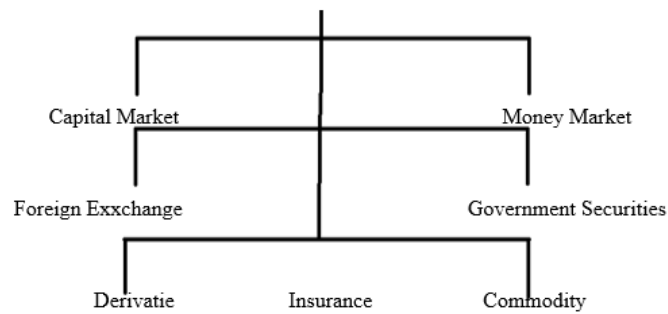 Capital Market Money Market
Foreign Exxchange Government Securities
Derivatie Insurance Commodity